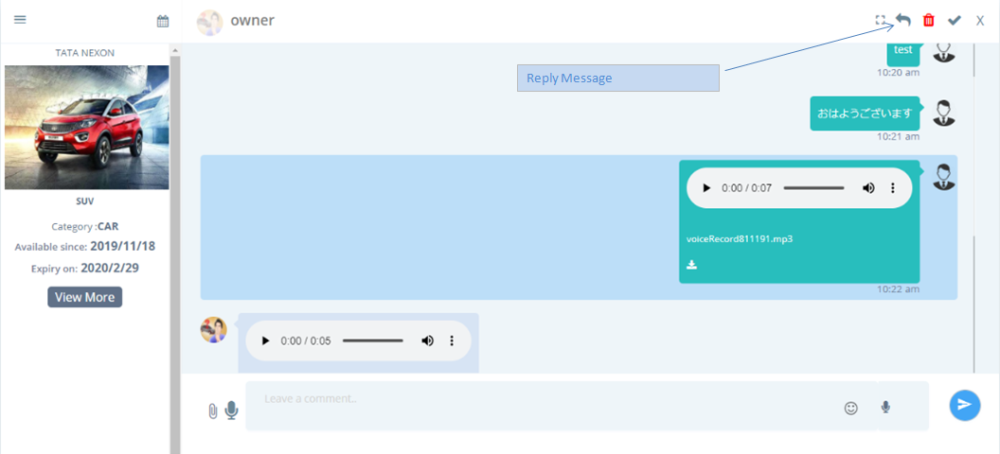 owner
X
TATA NEXON
SUV
Category :CAR
Available since: 2019/11/18
Expiry on: 2020/2/29
View More
Reply Message
test
10:20 am
おはようございます
10:21 am
0:00 / 0:07
voiceRecord811191.mp3
10:22 am
0:00 / 0:05
Leave a comment..